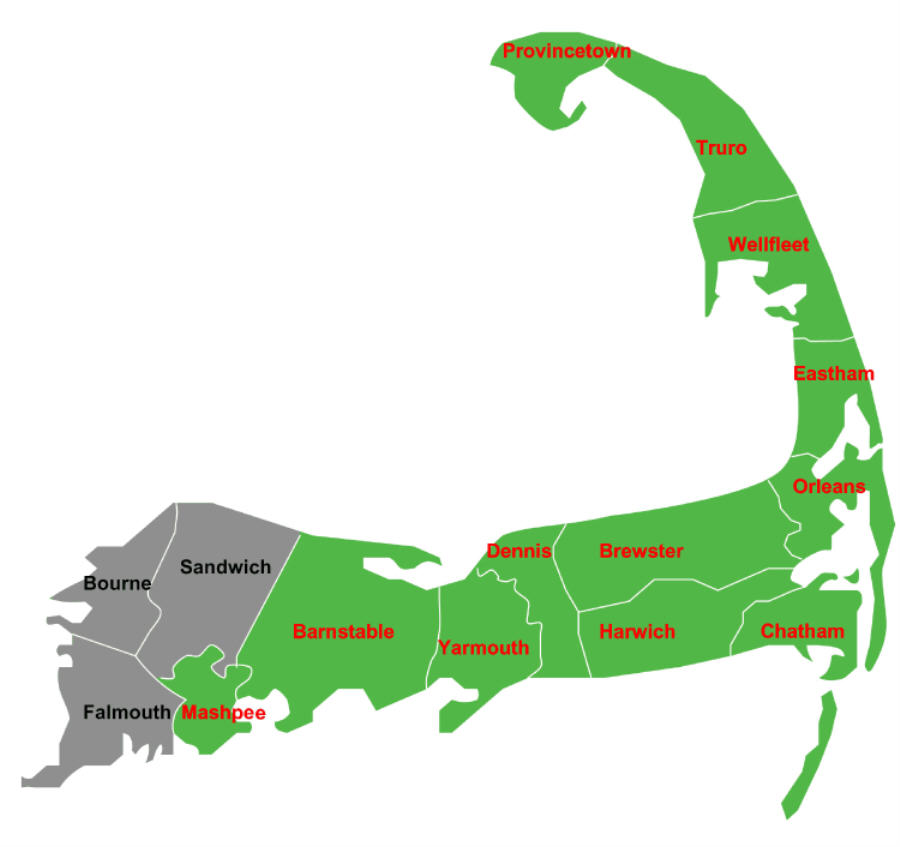 Provincetown
Truro
Wellfleet
Eastham
Orleans
Dennis
Brewster
Sandwich
Bourne
Barnstable
Harwich
Chatham
Yarmouth
Falmouth
Mashpee